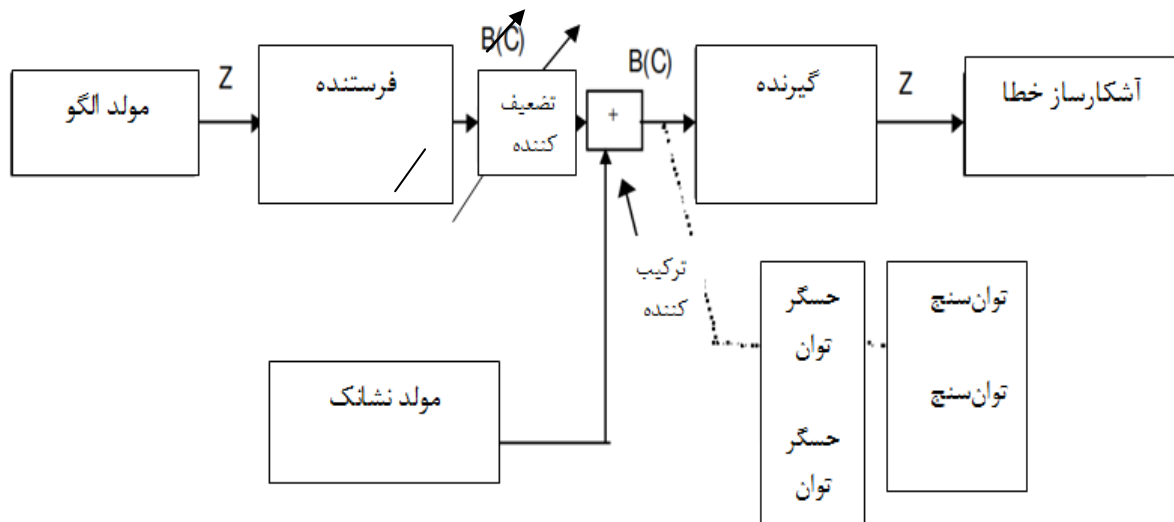 مولد الگو
Z
فرستنده
B(C)
تضعیف
کننده
+
B(C)
گیرنده
Z
آشکارساز خطا
ترکیب
کننده
مولد نشانک
حسگر
توان
حسگر
توان
توان‌سنج
توان‌سنج